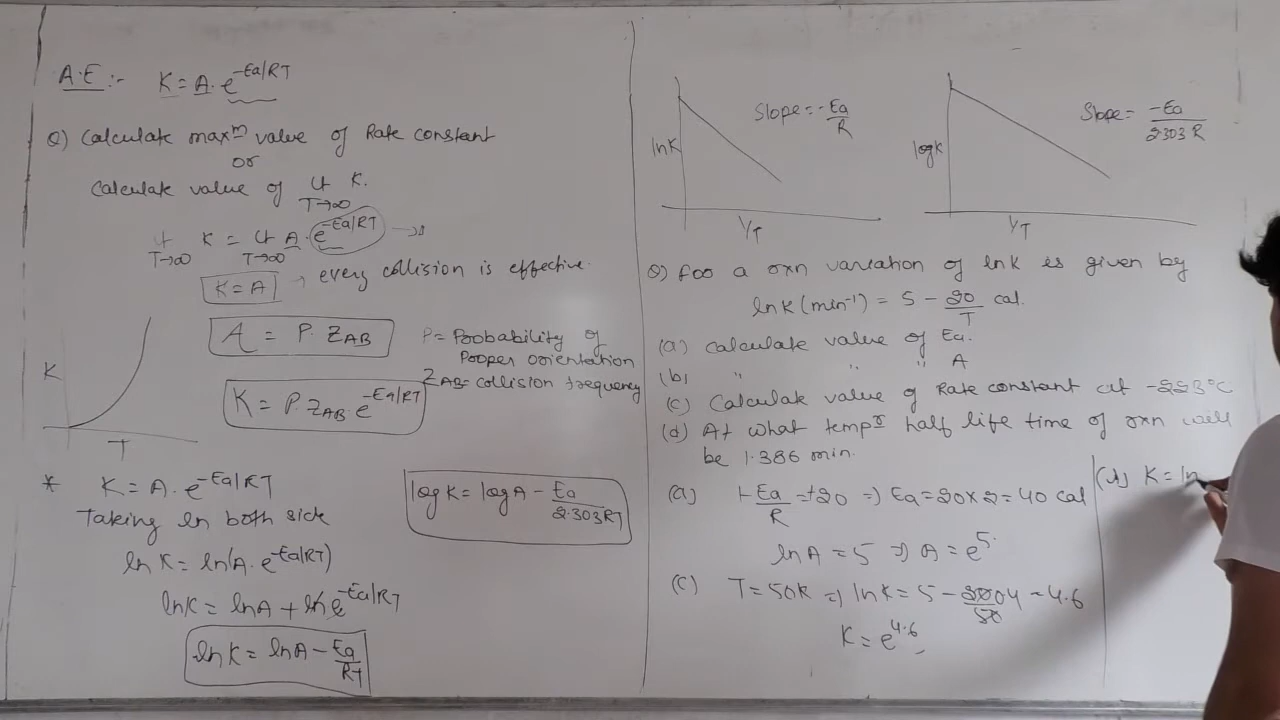 A.E :- K = A. e^-Ea/RT
Q) Calculate max^m value of Rate constant
or
Calculate value of Lt K.
T→∞
Lt K = Lt A. e^-Ea/RT
T→∞ T→∞
K = A → every collision is effective.
A = P. Z_AB
P = Probability of
Proper orientation
Z_AB = collision frequency
K = P. Z_AB e^-Ea/RT
K
T
* K = A. e^-Ea/RT
Taking ln both side
ln K = ln(A. e^-Ea/RT)
ln K = ln A + ln e^-Ea/RT
ln K = ln A - Ea/RT
log K = log A - Ea/2.303RT
ln K
1/T
Slope = -Ea/R
log K
1/T
Slope = -Ea/2.303 R
Q) For a rxn variation of ln K is given by
ln K (min⁻¹) = 5 - 20/T cal.
(a) Calculate value of Ea.
(b) " " " A
(c) Calculate value of Rate constant at -223°C
(d) At what temp^r half life time of rxn will
be 1.386 min.
(a) + Ea/R = +20 ⇒ Ea = 20 x 2 = 40 cal
ln A = 5 ⇒ A = e^5.
(c) T = 50K ⇒ ln K = 5 - 20/50 = 4.6
K = e^4.6
(d) K = ln